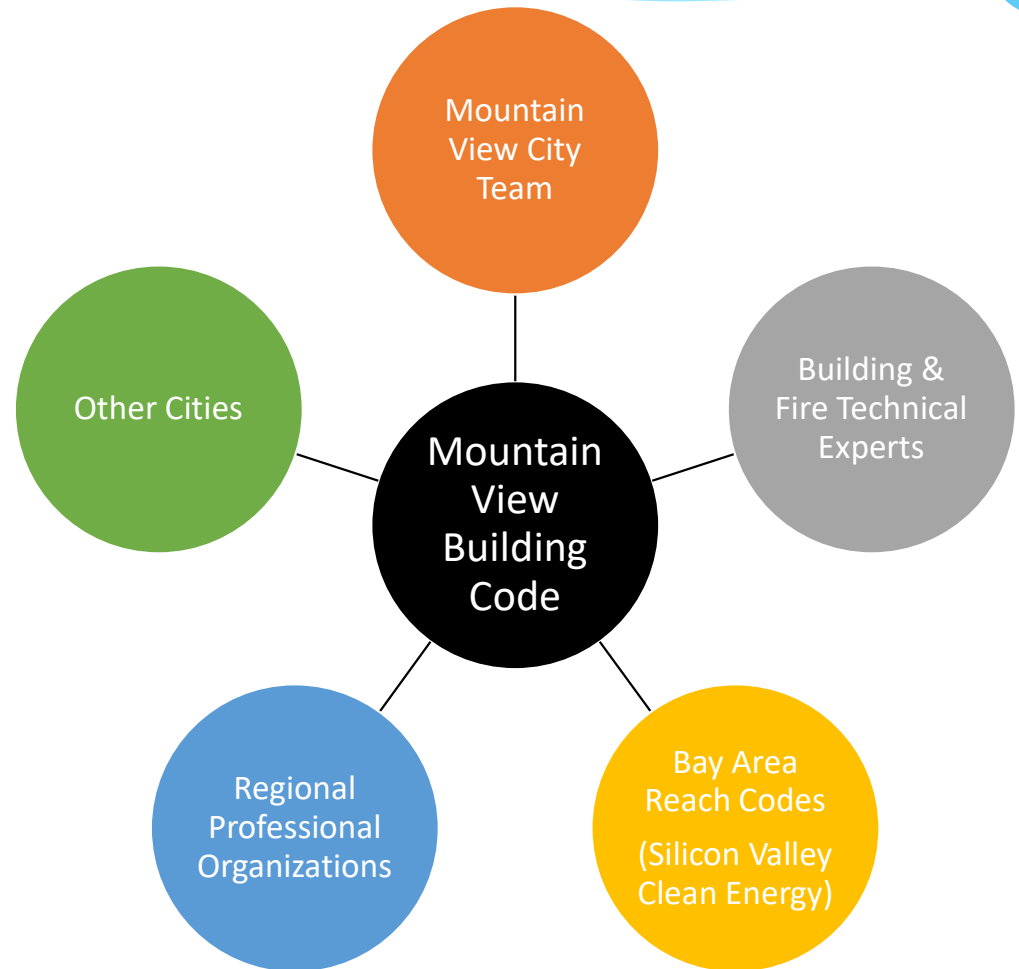 Mountain
View City
Team
Other Cities
Building &
Fire Technical
Experts
Mountain
View
Building
Code
Regional
Professional
Organizations
Bay Area
Reach Codes
(Silicon Valley
Clean Energy)